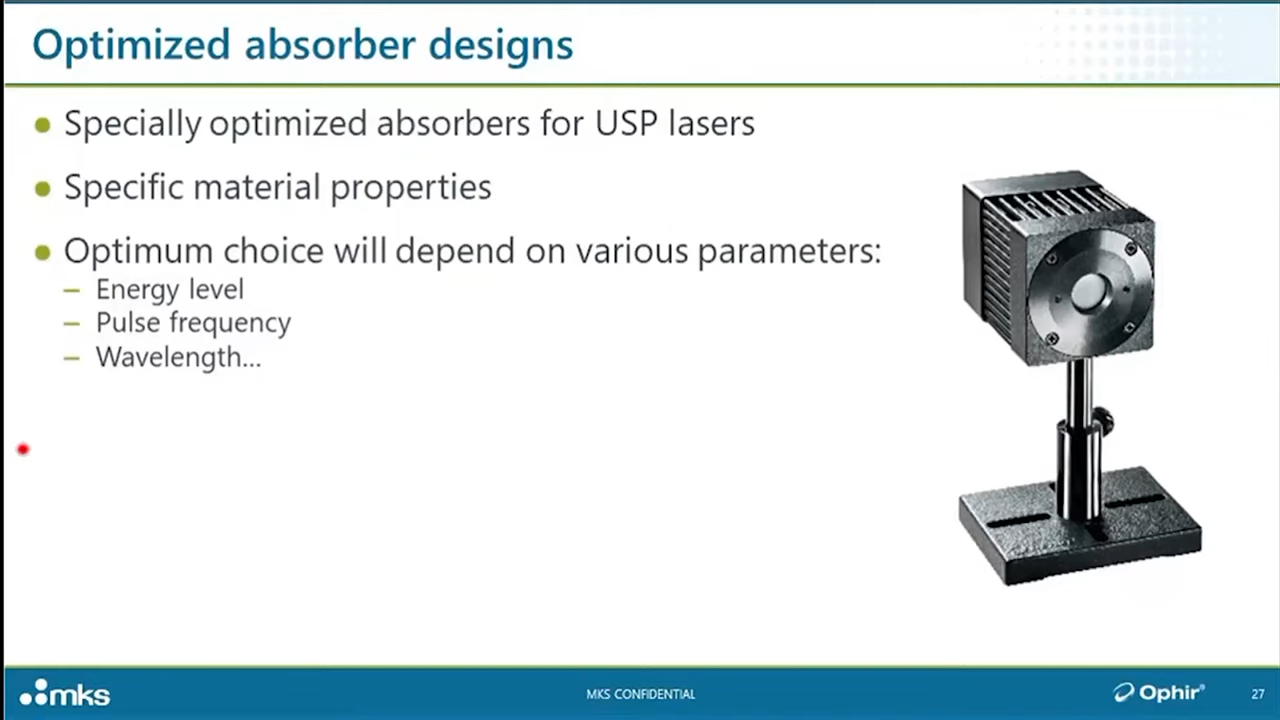 Optimized absorber designs
Specially optimized absorbers for USP lasers
Specific material properties
Optimum choice will depend on various parameters:
– Energy level
– Pulse frequency
– Wavelength...
mks
MKS CONFIDENTIAL
Ophir®
27